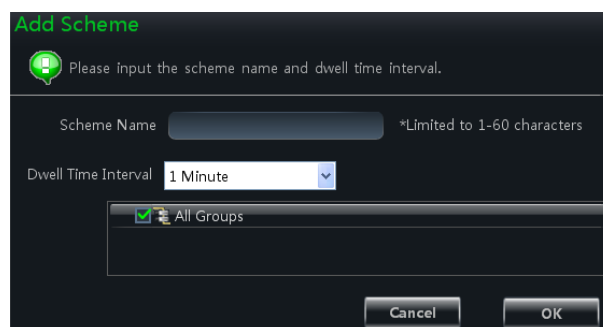 Add Scheme
Please input the scheme name and dwell time interval.
Scheme Name *Limited to 1-60 characters
Dwell Time Interval 1 Minute
All Groups
Cancel OK